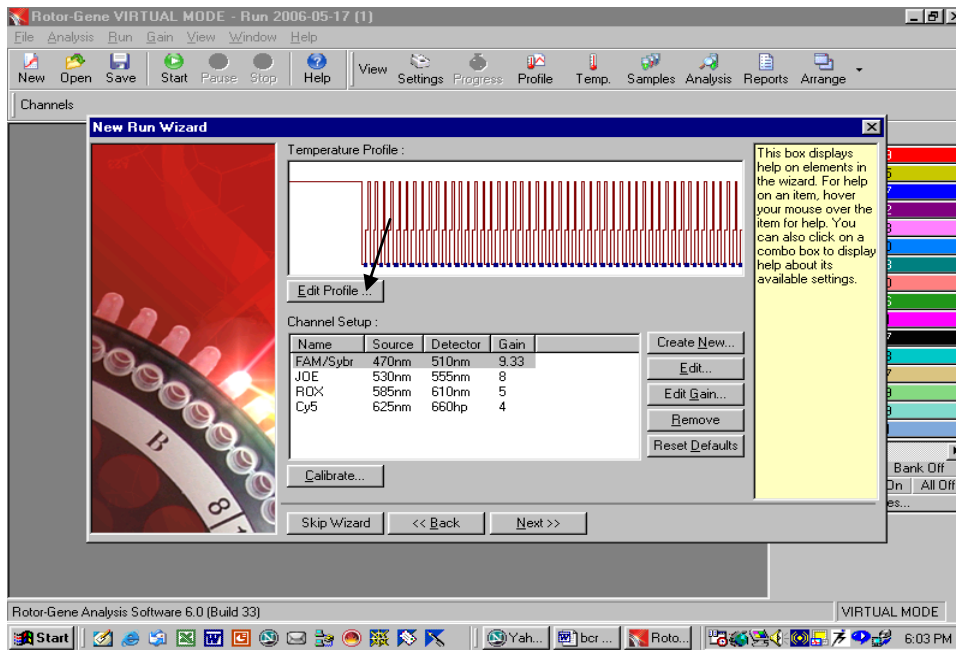 Rotor-Gene VIRTUAL MODE - Run 2006-05-17 (1)
File Analysis Run Gain View Window Help
New Open Save Start Pause Stop Help View Settings Progress Profile Temp. Samples Analysis Reports Arrange
Channels
New Run Wizard
Temperature Profile :
This box displays
help on elements in
the wizard. For help
on an item, hover
your mouse over the
item for help. You
can also click on a
combo box to display
help about its
available settings.
Edit Profile ...
Channel Setup :
Name Source Detector Gain
FAM/Sybr 470nm 510nm 9.33
JOE 530nm 555nm 8
ROX 585nm 610nm 5
Cy5 625nm 660hp 4
Create New...
Edit...
Edit Gain...
Remove
Reset Defaults
Calibrate...
B
8
Skip Wizard << Back Next >>
Bank Off
On All Off
es...
Rotor-Gene Analysis Software 6.0 (Build 33) VIRTUAL MODE
Start Yah... bcr ... Roto... 6:03 PM